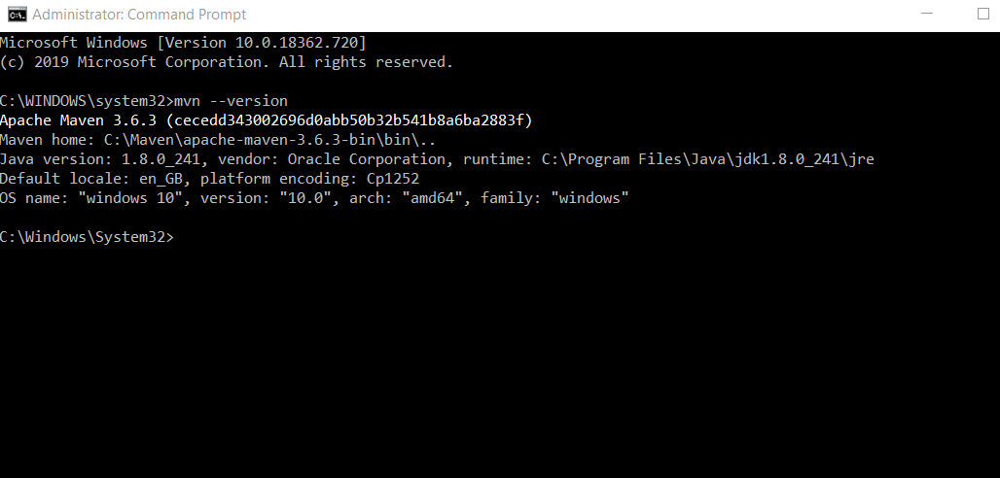 Administrator: Command Prompt
Microsoft Windows [Version 10.0.18362.720]
(c) 2019 Microsoft Corporation. All rights reserved.
C:\WINDOWS\system32>mvn --version
Apache Maven 3.6.3 (cecedd343002696d0abb50b32b541b8a6ba2883f)
Maven home: C:\Maven\apache-maven-3.6.3-bin\bin\..
Java version: 1.8.0_241, vendor: Oracle Corporation, runtime: C:\Program Files\Java\jdk1.8.0_241\jre
Default locale: en_GB, platform encoding: Cp1252
OS name: "windows 10", version: "10.0", arch: "amd64", family: "windows"
C:\Windows\System32>